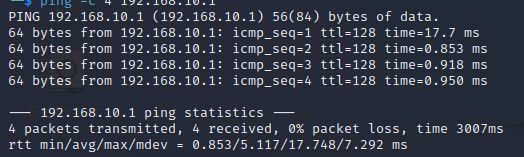 $ ping -c 4 192.168.10.1
PING 192.168.10.1 (192.168.10.1) 56(84) bytes of data.
64 bytes from 192.168.10.1: icmp_seq=1 ttl=128 time=17.7 ms
64 bytes from 192.168.10.1: icmp_seq=2 ttl=128 time=0.853 ms
64 bytes from 192.168.10.1: icmp_seq=3 ttl=128 time=0.918 ms
64 bytes from 192.168.10.1: icmp_seq=4 ttl=128 time=0.950 ms
--- 192.168.10.1 ping statistics ---
4 packets transmitted, 4 received, 0% packet loss, time 3007ms
rtt min/avg/max/mdev = 0.853/5.117/17.748/7.292 ms